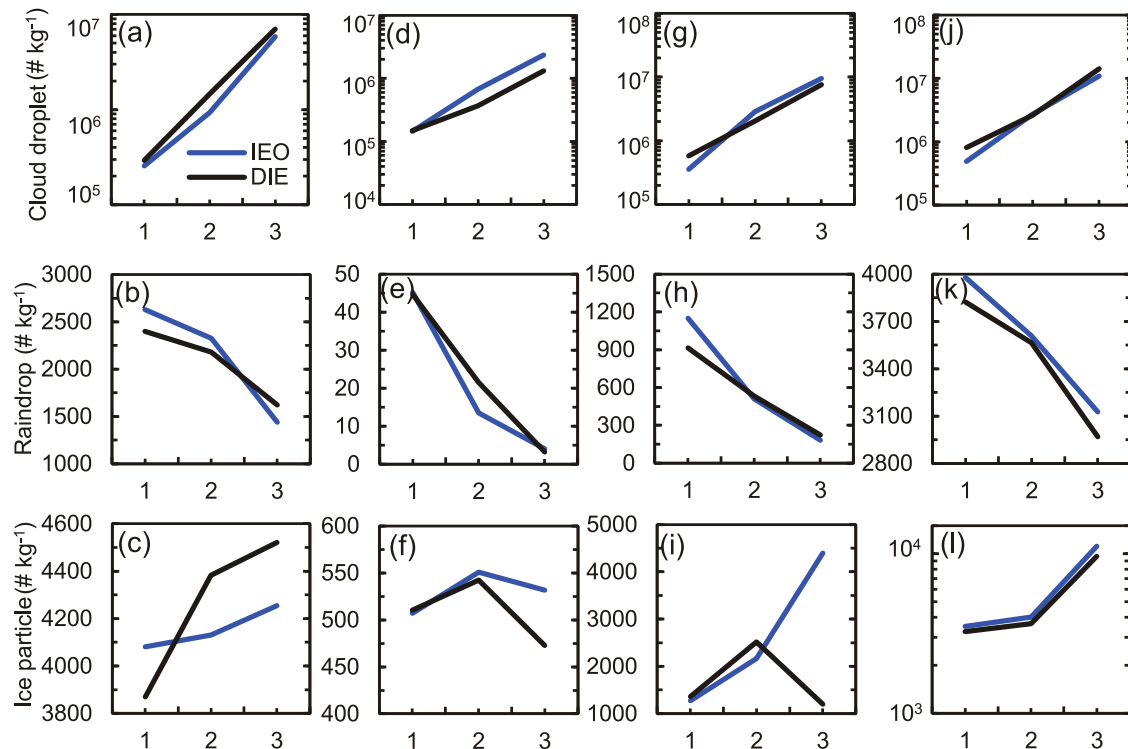 Cloud droplet (# kg⁻¹)
10⁷
10⁶
10⁵
(a)
IEO
DIE
1 2 3
10⁷
10⁶
10⁵
10⁴
(d)
1 2 3
10⁸
10⁷
10⁶
10⁵
(g)
1 2 3
10⁸
10⁷
10⁶
10⁵
(j)
1 2 3
Raindrop (# kg⁻¹)
3000
2500
2000
1500
1000
(b)
1 2 3
50
40
30
20
10
0
(e)
1 2 3
1500
1200
900
600
300
0
(h)
1 2 3
4000
3700
3400
3100
2800
(k)
1 2 3
Ice particle (# kg⁻¹)
4600
4400
4200
4000
3800
(c)
1 2 3
600
550
500
450
400
(f)
1 2 3
5000
4000
3000
2000
1000
(i)
1 2 3
10⁴
10³
(l)
1 2 3